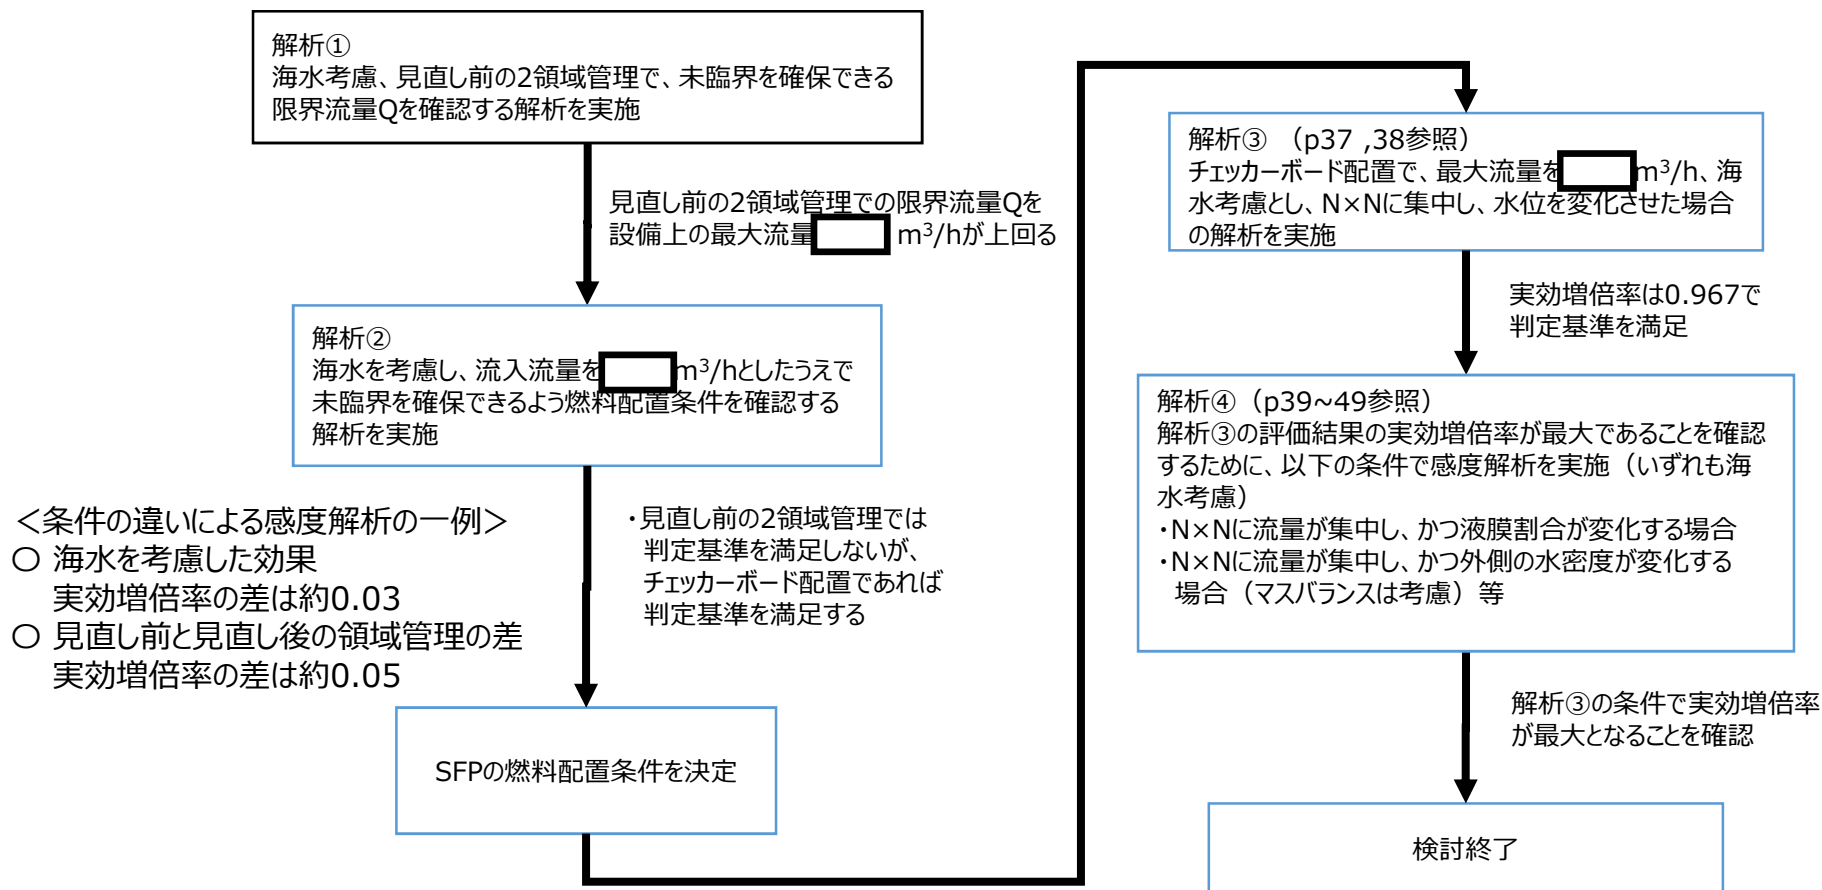 解析①
海水考慮、見直し前の2領域管理で、未臨界を確保できる
限界流量Qを確認する解析を実施
見直し前の2領域管理での限界流量Qを
設備上の最大流量 m³/hが上回る
解析②
海水を考慮し、流入流量を m³/hとしたうえで
未臨界を確保できるよう燃料配置条件を確認する
解析を実施
・見直し前の2領域管理では
判定基準を満足しないが、
チェッカーボード配置であれば
判定基準を満足する
＜条件の違いによる感度解析の一例＞
〇 海水を考慮した効果
実効増倍率の差は約0.03
〇 見直し前と見直し後の領域管理の差
実効増倍率の差は約0.05
SFPの燃料配置条件を決定
解析③ （p37 ,38参照）
チェッカーボード配置で、最大流量を m³/h、海
水考慮とし、N×Nに集中し、水位を変化させた場合
の解析を実施
実効増倍率は0.967で
判定基準を満足
解析④（p39~49参照）
解析③の評価結果の実効増倍率が最大であることを確認
するために、以下の条件で感度解析を実施（いずれも海
水考慮）
・N×Nに流量が集中し、かつ液膜割合が変化する場合
・N×Nに流量が集中し、かつ外側の水密度が変化する
場合（マスバランスは考慮）等
解析③の条件で実効増倍率
が最大となることを確認
検討終了